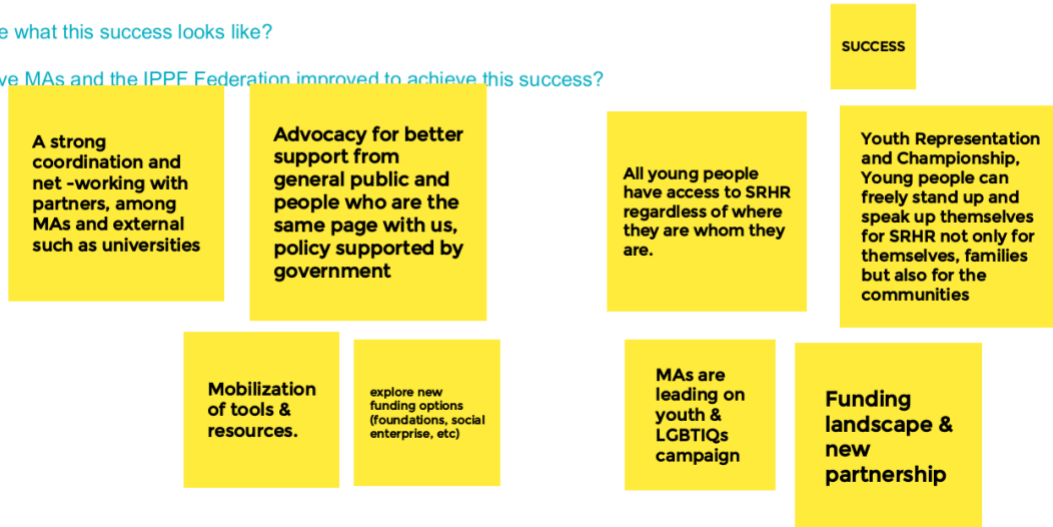 e what this success looks like?
SUCCESS
ve MAs and the IPPF Federation improved to achieve this success?
A strong
coordination and
net -working with
partners, among
MAs and external
such as universities
Advocacy for better
support from
general public and
people who are the
same page with us,
policy supported by
government
All young people
have access to SRHR
regardless of where
they are whom they
are.
Youth Representation
and Championship,
Young people can
freely stand up and
speak up themselves
for SRHR not only for
themselves, families
but also for the
communities
Mobilization
of tools &
resources.
explore new
funding options
(foundations, social
enterprise, etc)
MAs are
leading on
youth &
LGBTIQs
campaign
Funding
landscape &
new
partnership